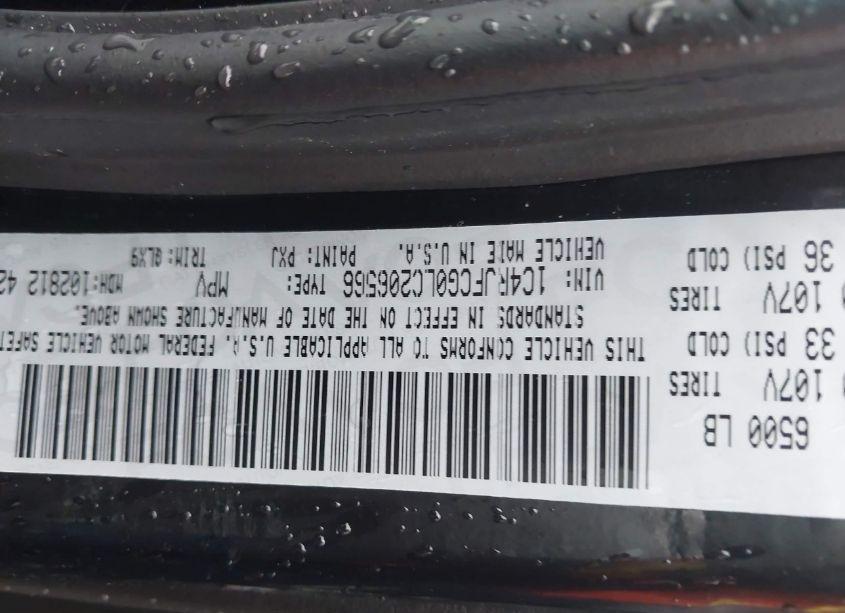 6500 LB
107V TIRES
33 PSI) COLD
107V TIRES
36 PSI) COLD
THIS VEHICLE CONFORMS TO ALL APPLICABLE U.S.A. FEDERAL MOTOR VEHICLE SAFET
STANDARDS IN EFFECT ON THE DATE OF MANUFACTURE SHOWN ABOVE.
VIN: 1C4RJFCG0LC206566 TYPE: MPV MDH:102812 42
VEHICLE MADE IN U.S.A. PAINT: PXJ TRIM:QLX9